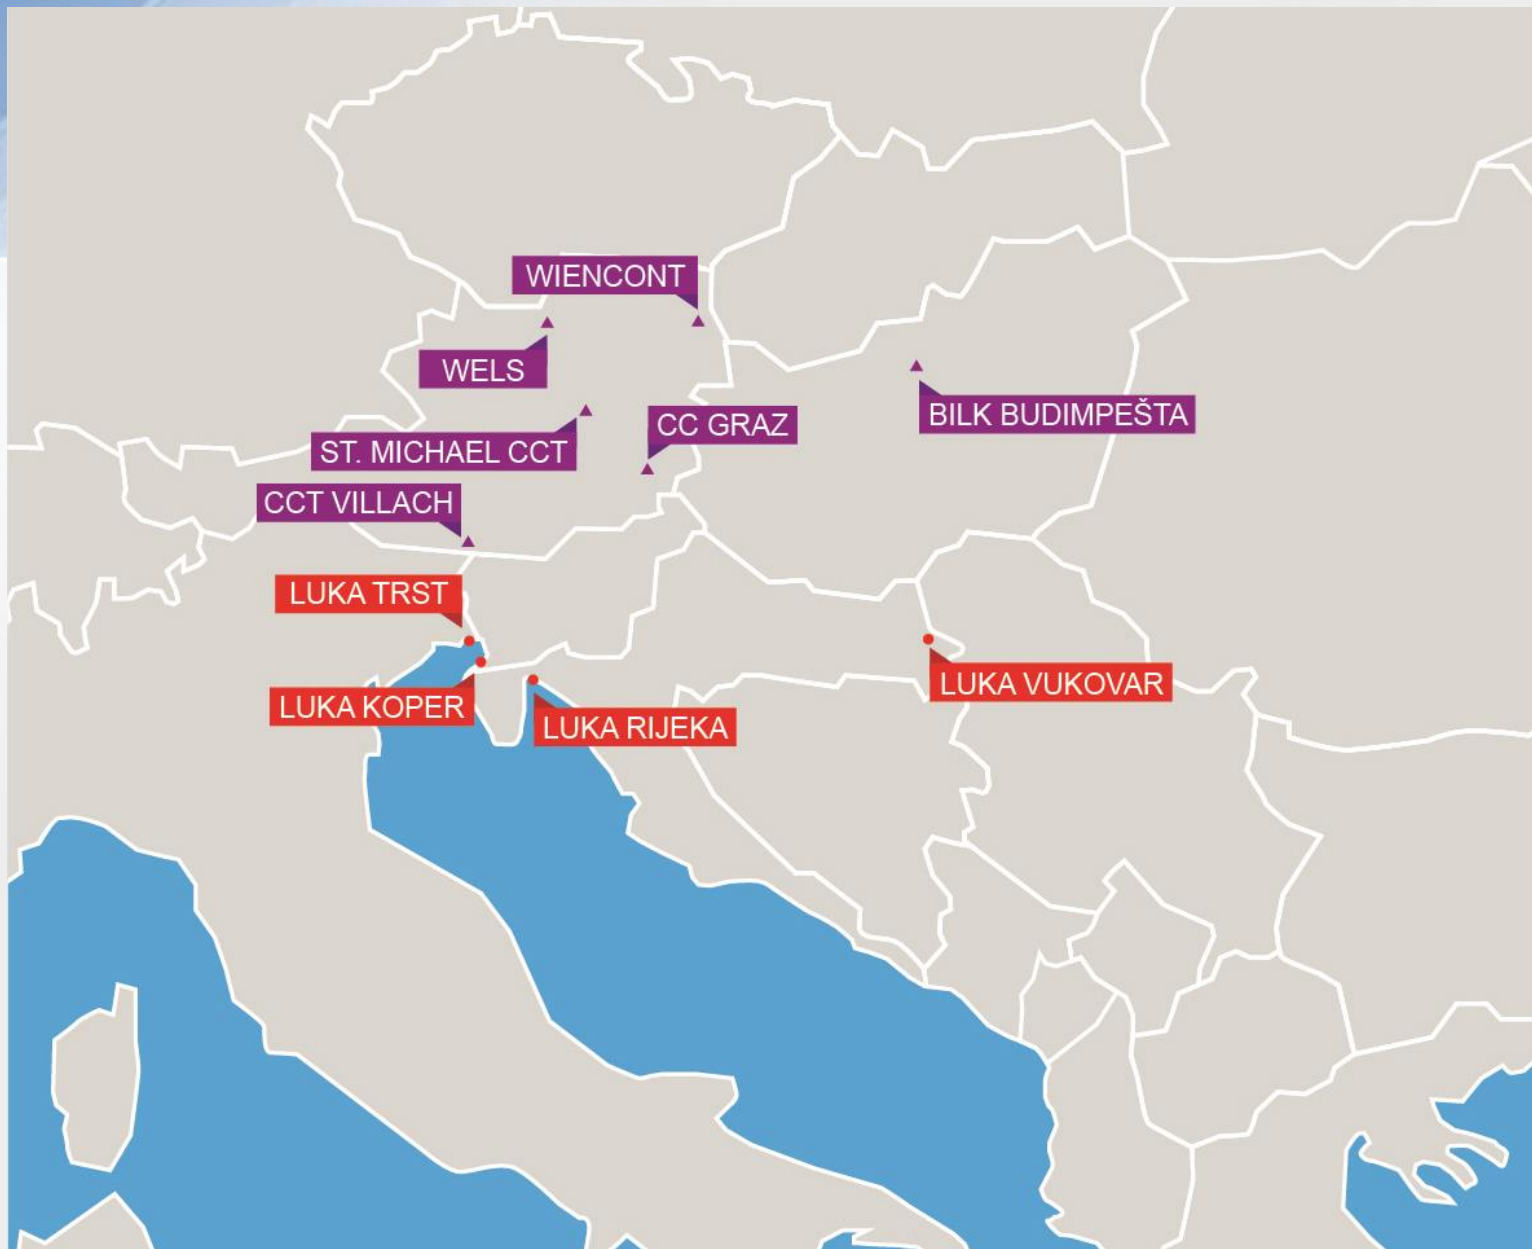 WIENCONT
WELS
BILK BUDIMPEŠTA
CC GRAZ
ST. MICHAEL CCT
CCT VILLACH
LUKA TRST
LUKA VUKOVAR
LUKA KOPER
LUKA RIJEKA